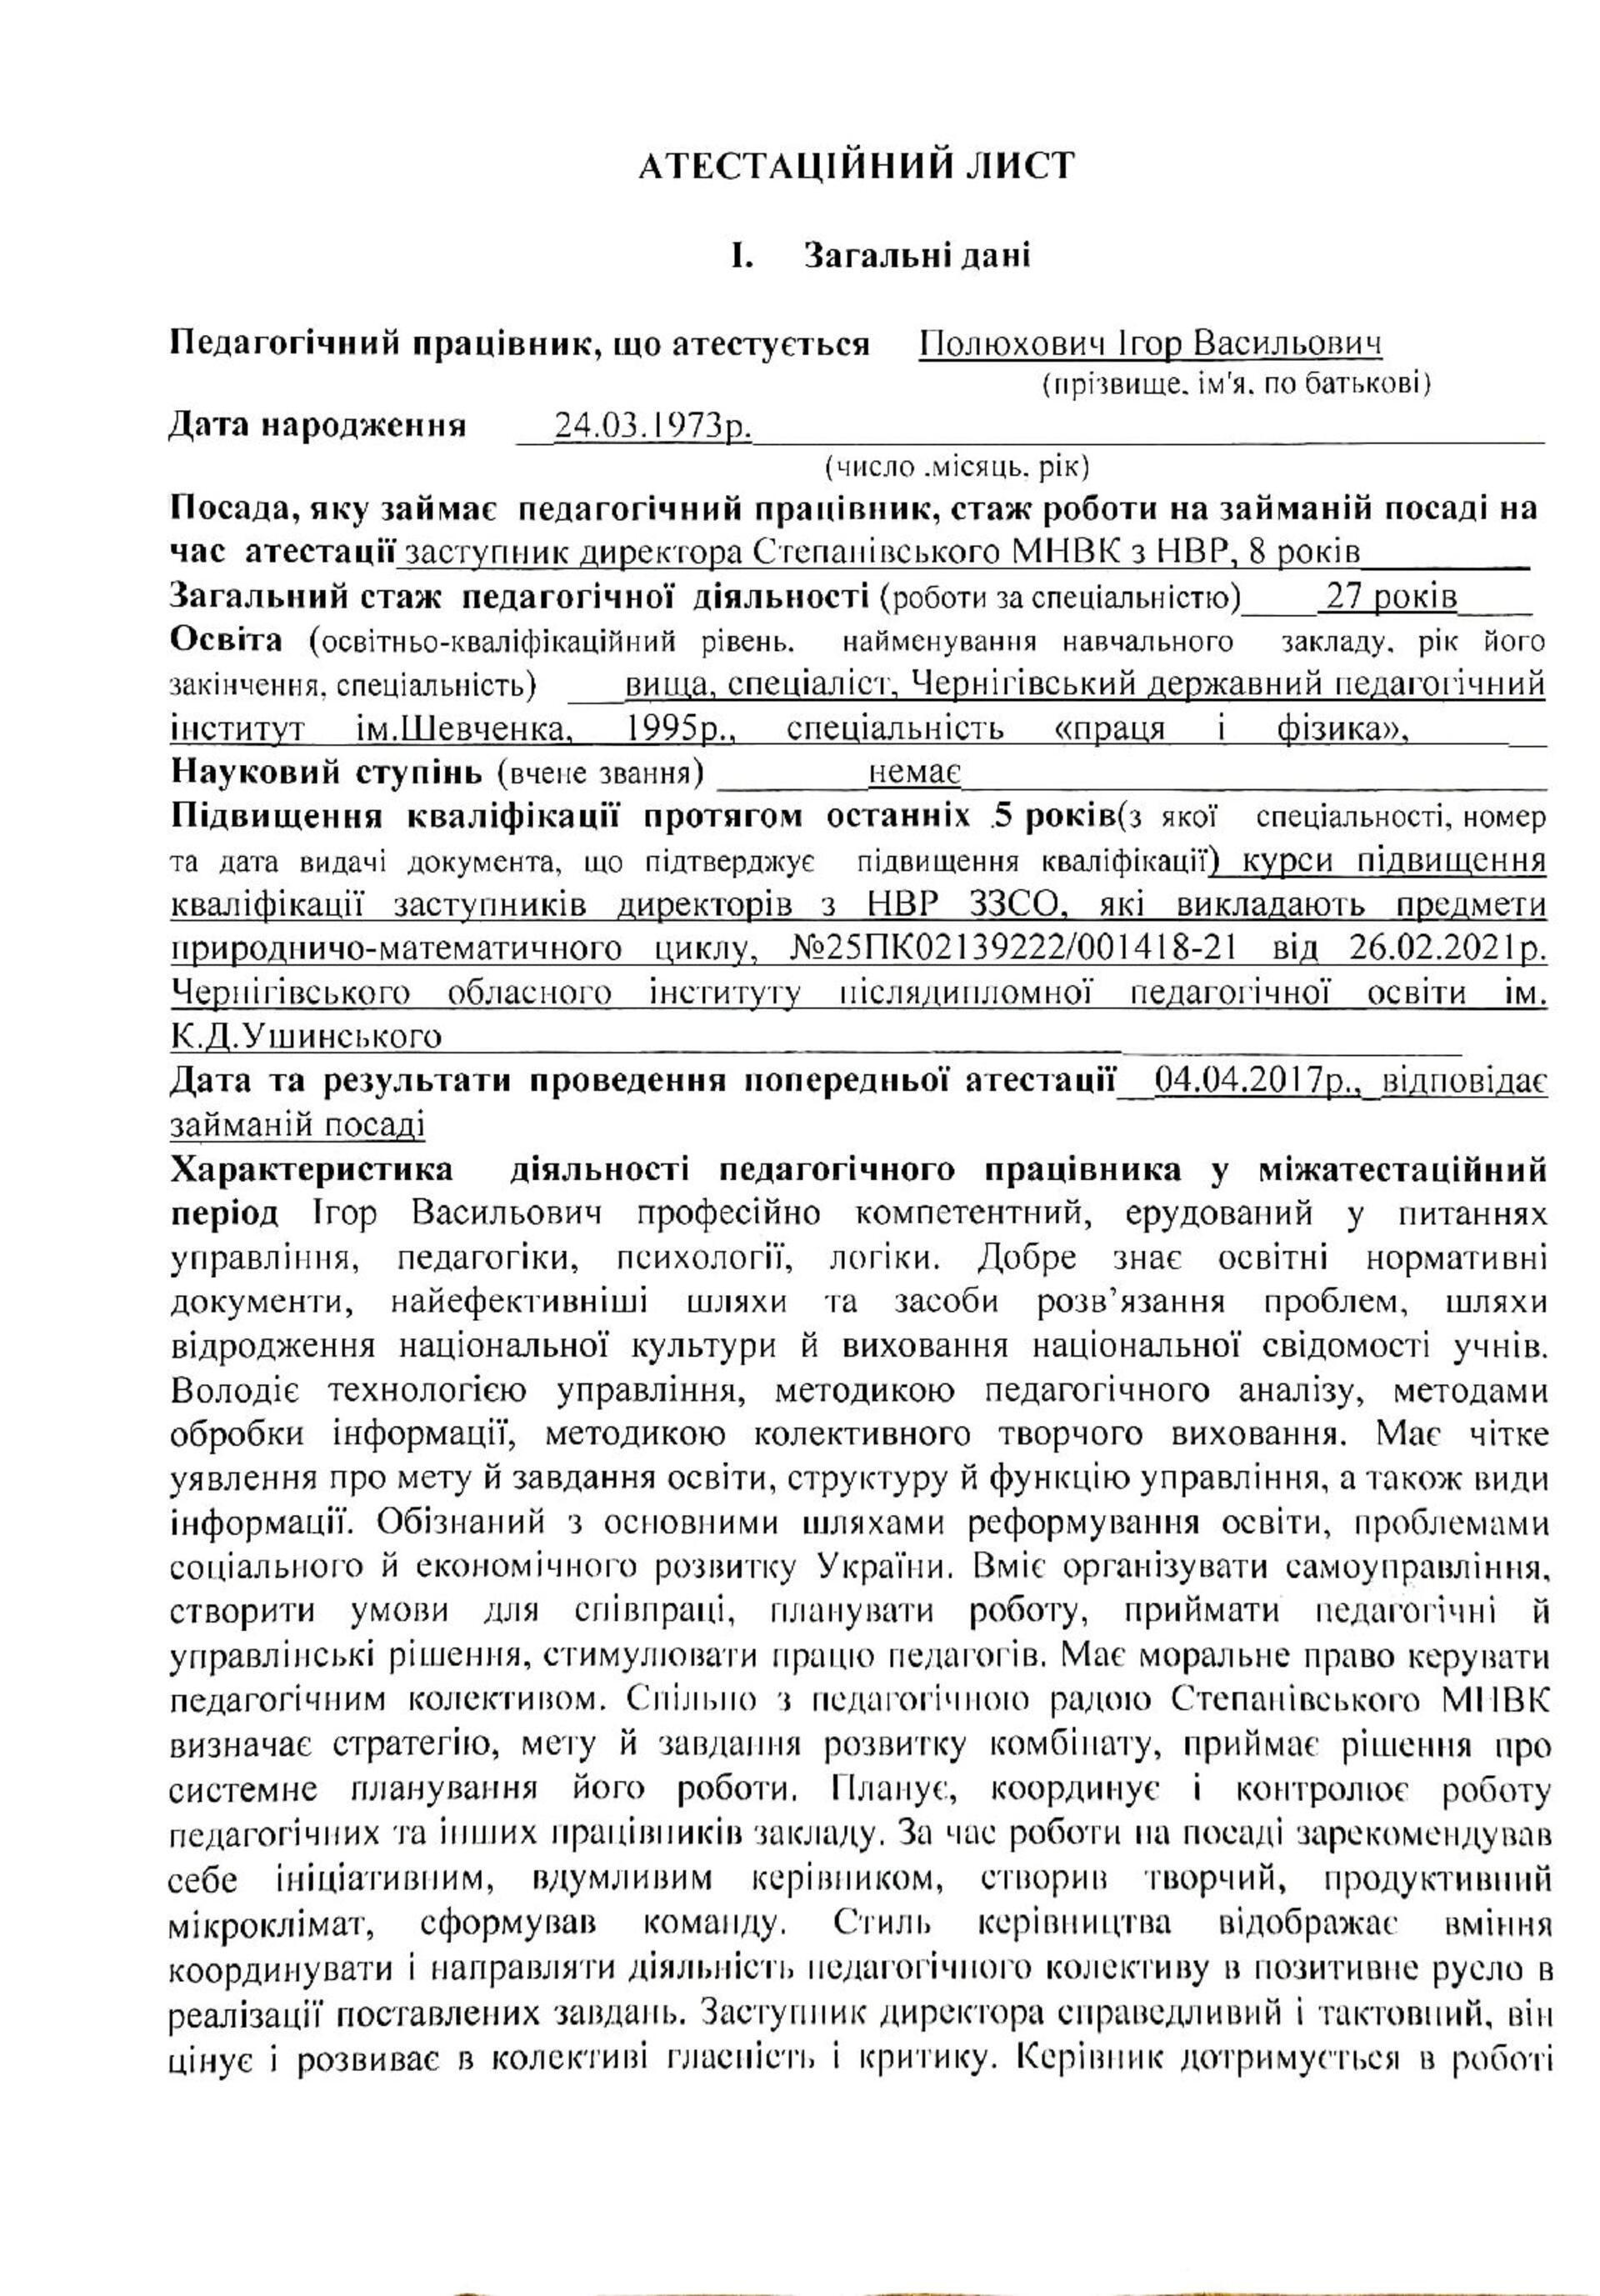 АТЕСТАЦІЙНИЙ ЛИСТ
І. Загальні дані
Педагогічний працівник, що атестується Полюхович Ігор Васильович
(прізвище. ім'я. по батькові)
Дата народження 24.03.1973р.
(число .місяць. рік)
Посада, яку займає педагогічний працівник, стаж роботи на займаній посаді на
час атестації заступник директора Степанівського МНВК з НВР, 8 років
Загальний стаж педагогічної діяльності (роботи за спеціальністю) 27 років
Освіта (освітньо-кваліфікаційний рівень. найменування навчального закладу. рік його
закінчення, спеціальність) вища, спеціаліст, Чернігівський державний педагогічний
інститут ім.Шевченка, 1995р., спеціальність «праця і фізика»,
Науковий ступінь (вчене звання) немає
Підвищення кваліфікації протягом останніх 5 років(з якої спеціальності, номер
та дата видачі документа, що підтверджує підвищення кваліфікації) курси підвищення
кваліфікації заступників директорів з НВР ЗЗСО, які викладають предмети
природничо-математичного циклу, №25ПК02139222/001418-21 від 26.02.2021р.
Чернігівського обласного інституту післядипломної педагогічної освіти ім.
К.Д.Ушинського
Дата та результати проведення попередньої атестації 04.04.2017р., відповідає
займаній посаді
Характеристика діяльності педагогічного працівника у міжатестаційний
період Ігор Васильович професійно компетентний, ерудований у питаннях
управління, педагогіки, психології, логіки. Добре знає освітні нормативні
документи, найефективніші шляхи та засоби розв’язання проблем, шляхи
відродження національної культури й виховання національної свідомості учнів.
Володіє технологією управління, методикою педагогічного аналізу, методами
обробки інформації, методикою колективного творчого виховання. Має чітке
уявлення про мету й завдання освіти, структуру й функцію управління, а також види
інформації. Обізнаний з основними шляхами реформування освіти, проблемами
соціального й економічного розвитку України. Вміє організувати самоуправління,
створити умови для співпраці, планувати роботу, приймати педагогічні й
управлінські рішення, стимулювати працю педагогів. Має моральне право керувати
педагогічним колективом. Спільно з педагогічною радою Степанівського МНВК
визначає стратегію, мету й завдання розвитку комбінату, приймає рішення про
системне планування його роботи. Планує, координує і контролює роботу
педагогічних та інших працівників закладу. За час роботи на посаді зарекомендував
себе ініціативним, вдумливим керівником, створив творчий, продуктивний
мікроклімат, сформував команду. Стиль керівництва відображає вміння
координувати і направляти діяльність педагогічного колективу в позитивне русло в
реалізації поставлених завдань. Заступник директора справедливий і тактовний, він
цінує і розвиває в колективі гласність і критику. Керівник дотримується в роботі